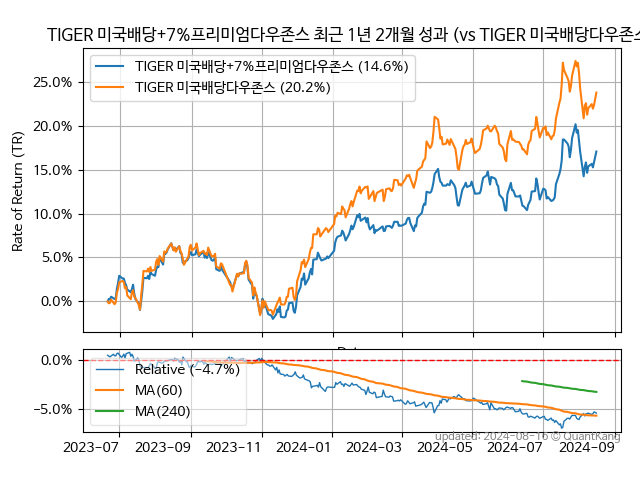 TIGER 미국배당+7%프리미엄다우존스 최근 1년 2개월 성과 (vs TIGER 미국배당다우존스
TIGER 미국배당+7%프리미엄다우존스 (14.6%)
TIGER 미국배당다우존스 (20.2%)
Rate of Return (TR)
25.0%
20.0%
15.0%
10.0%
5.0%
0.0%
0.0%
−5.0%
Relative (−4.7%)
MA(60)
MA(240)
updated: 2024-08-16 © QuantKang
2023−07 2023−09 2023−11 2024−01 2024−03 2024−05 2024−07 2024−09